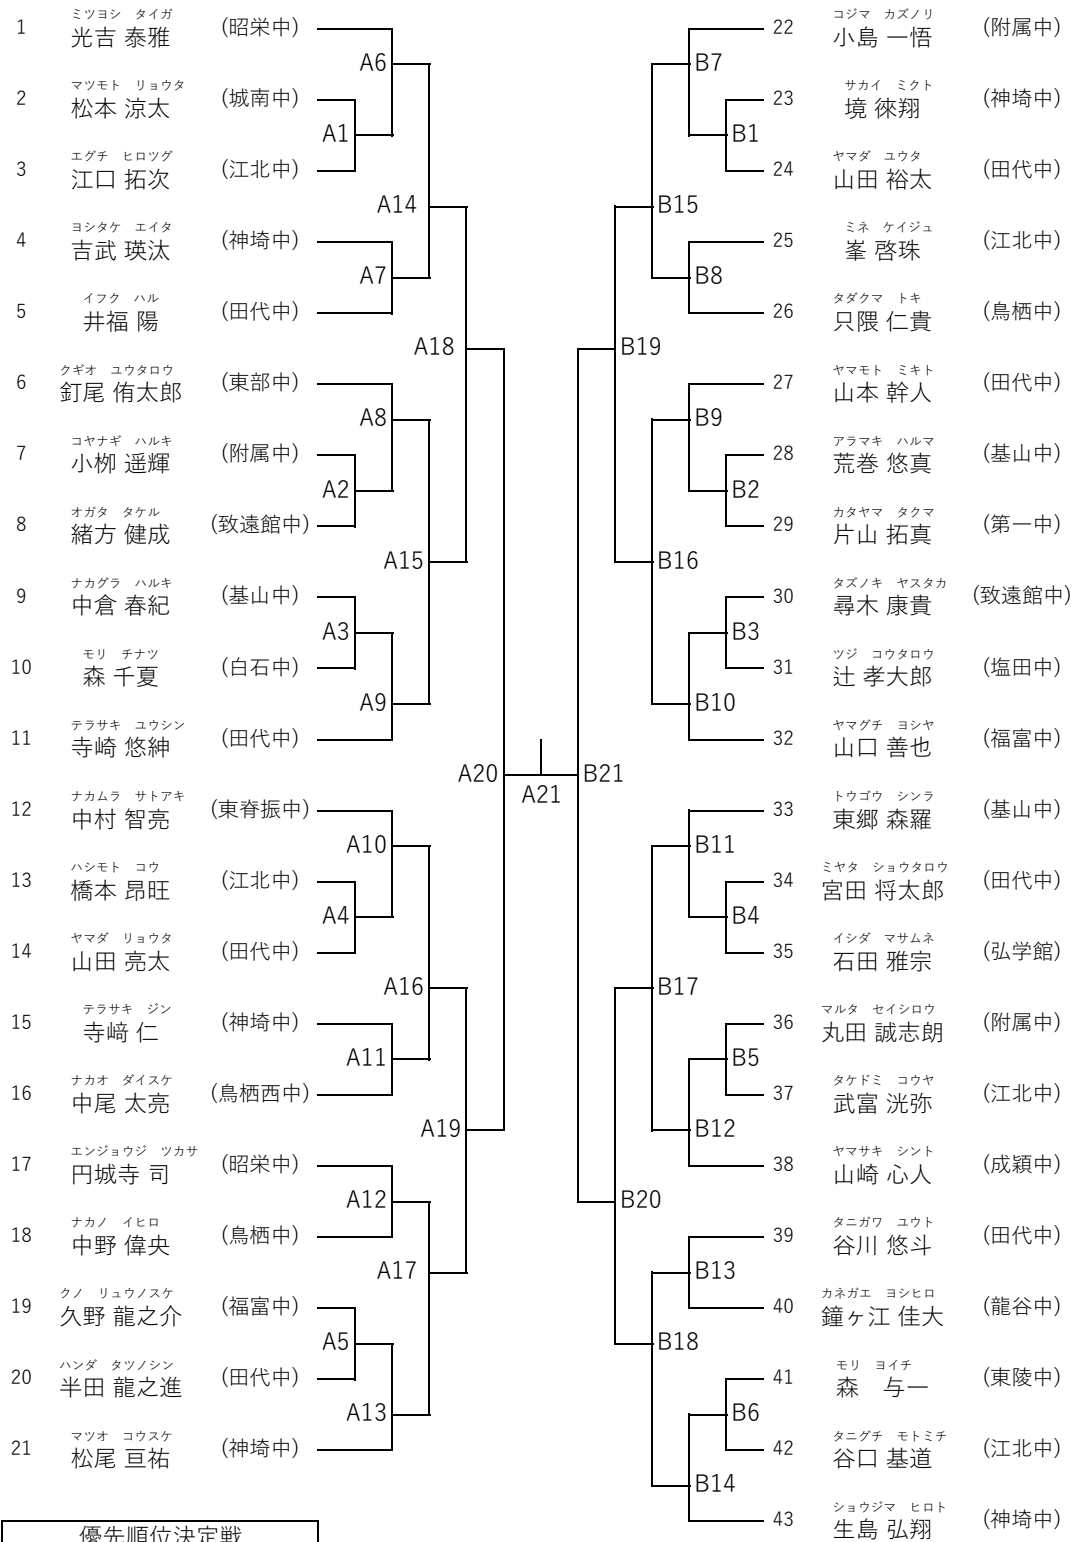 ミツヨシ タイガ
1 光吉 泰雅 (昭栄中)
マツモト リョウタ
2 松本 涼太 (城南中)
エグチ ヒロツグ
3 江口 拓次 (江北中)
ヨシタケ エイタ
4 吉武 瑛汰 (神埼中)
イフク ハル
5 井福 陽 (田代中)
クギオ ユウタロウ
6 釘尾 侑太郎 (東部中)
コヤナギ ハルキ
7 小栁 遥輝 (附属中)
オガタ タケル
8 緒方 健成 (致遠館中)
ナカグラ ハルキ
9 中倉 春紀 (基山中)
モリ チナツ
10 森 千夏 (白石中)
テラサキ ユウシン
11 寺崎 悠紳 (田代中)
ナカムラ サトアキ
12 中村 智亮 (東脊振中)
ハシモト コウ
13 橋本 昂旺 (江北中)
ヤマダ リョウタ
14 山田 亮太 (田代中)
テラサキ ジン
15 寺﨑 仁 (神埼中)
ナカオ ダイスケ
16 中尾 太亮 (鳥栖西中)
エンジョウジ ツカサ
17 円城寺 司 (昭栄中)
ナカノ イヒロ
18 中野 偉央 (鳥栖中)
クノ リュウノスケ
19 久野 龍之介 (福富中)
ハンダ タツノシン
20 半田 龍之進 (田代中)
マツオ コウスケ
21 松尾 亘祐 (神埼中)
A6
A1
A14
A7
A18
A8
A2
A15
A3
A9
A20
A21
B21
A10
A4
A16
A11
A19
A12
A17
A5
A13
コジマ カズノリ
22 小島 一悟 (附属中)
サカイ ミクト
23 境 徠翔 (神埼中)
ヤマダ ユウタ
24 山田 裕太 (田代中)
ミネ ケイジュ
25 峯 啓珠 (江北中)
タダクマ トキ
26 只隈 仁貴 (鳥栖中)
ヤマモト ミキト
27 山本 幹人 (田代中)
アラマキ ハルマ
28 荒巻 悠真 (基山中)
カタヤマ タクマ
29 片山 拓真 (第一中)
タズノキ ヤスタカ
30 尋木 康貴 (致遠館中)
ツジ コウタロウ
31 辻 孝大郎 (塩田中)
ヤマグチ ヨシヤ
32 山口 善也 (福富中)
トウゴウ シンラ
33 東郷 森羅 (基山中)
ミヤタ ショウタロウ
34 宮田 将太郎 (田代中)
イシダ マサムネ
35 石田 雅宗 (弘学館)
マルタ セイシロウ
36 丸田 誠志朗 (附属中)
タケドミ コウヤ
37 武富 洸弥 (江北中)
ヤマサキ シント
38 山崎 心人 (成穎中)
タニガワ ユウト
39 谷川 悠斗 (田代中)
カネガエ ヨシヒロ
40 鐘ヶ江 佳大 (龍谷中)
モリ ヨイチ
41 森 与一 (東陵中)
タニグチ モトミチ
42 谷口 基道 (江北中)
ショウジマ ヒロト
43 生島 弘翔 (神埼中)
B7
B1
B15
B8
B19
B9
B2
B16
B3
B10
B11
B4
B17
B5
B12
B20
B13
B18
B6
B14
優先順位決定戦